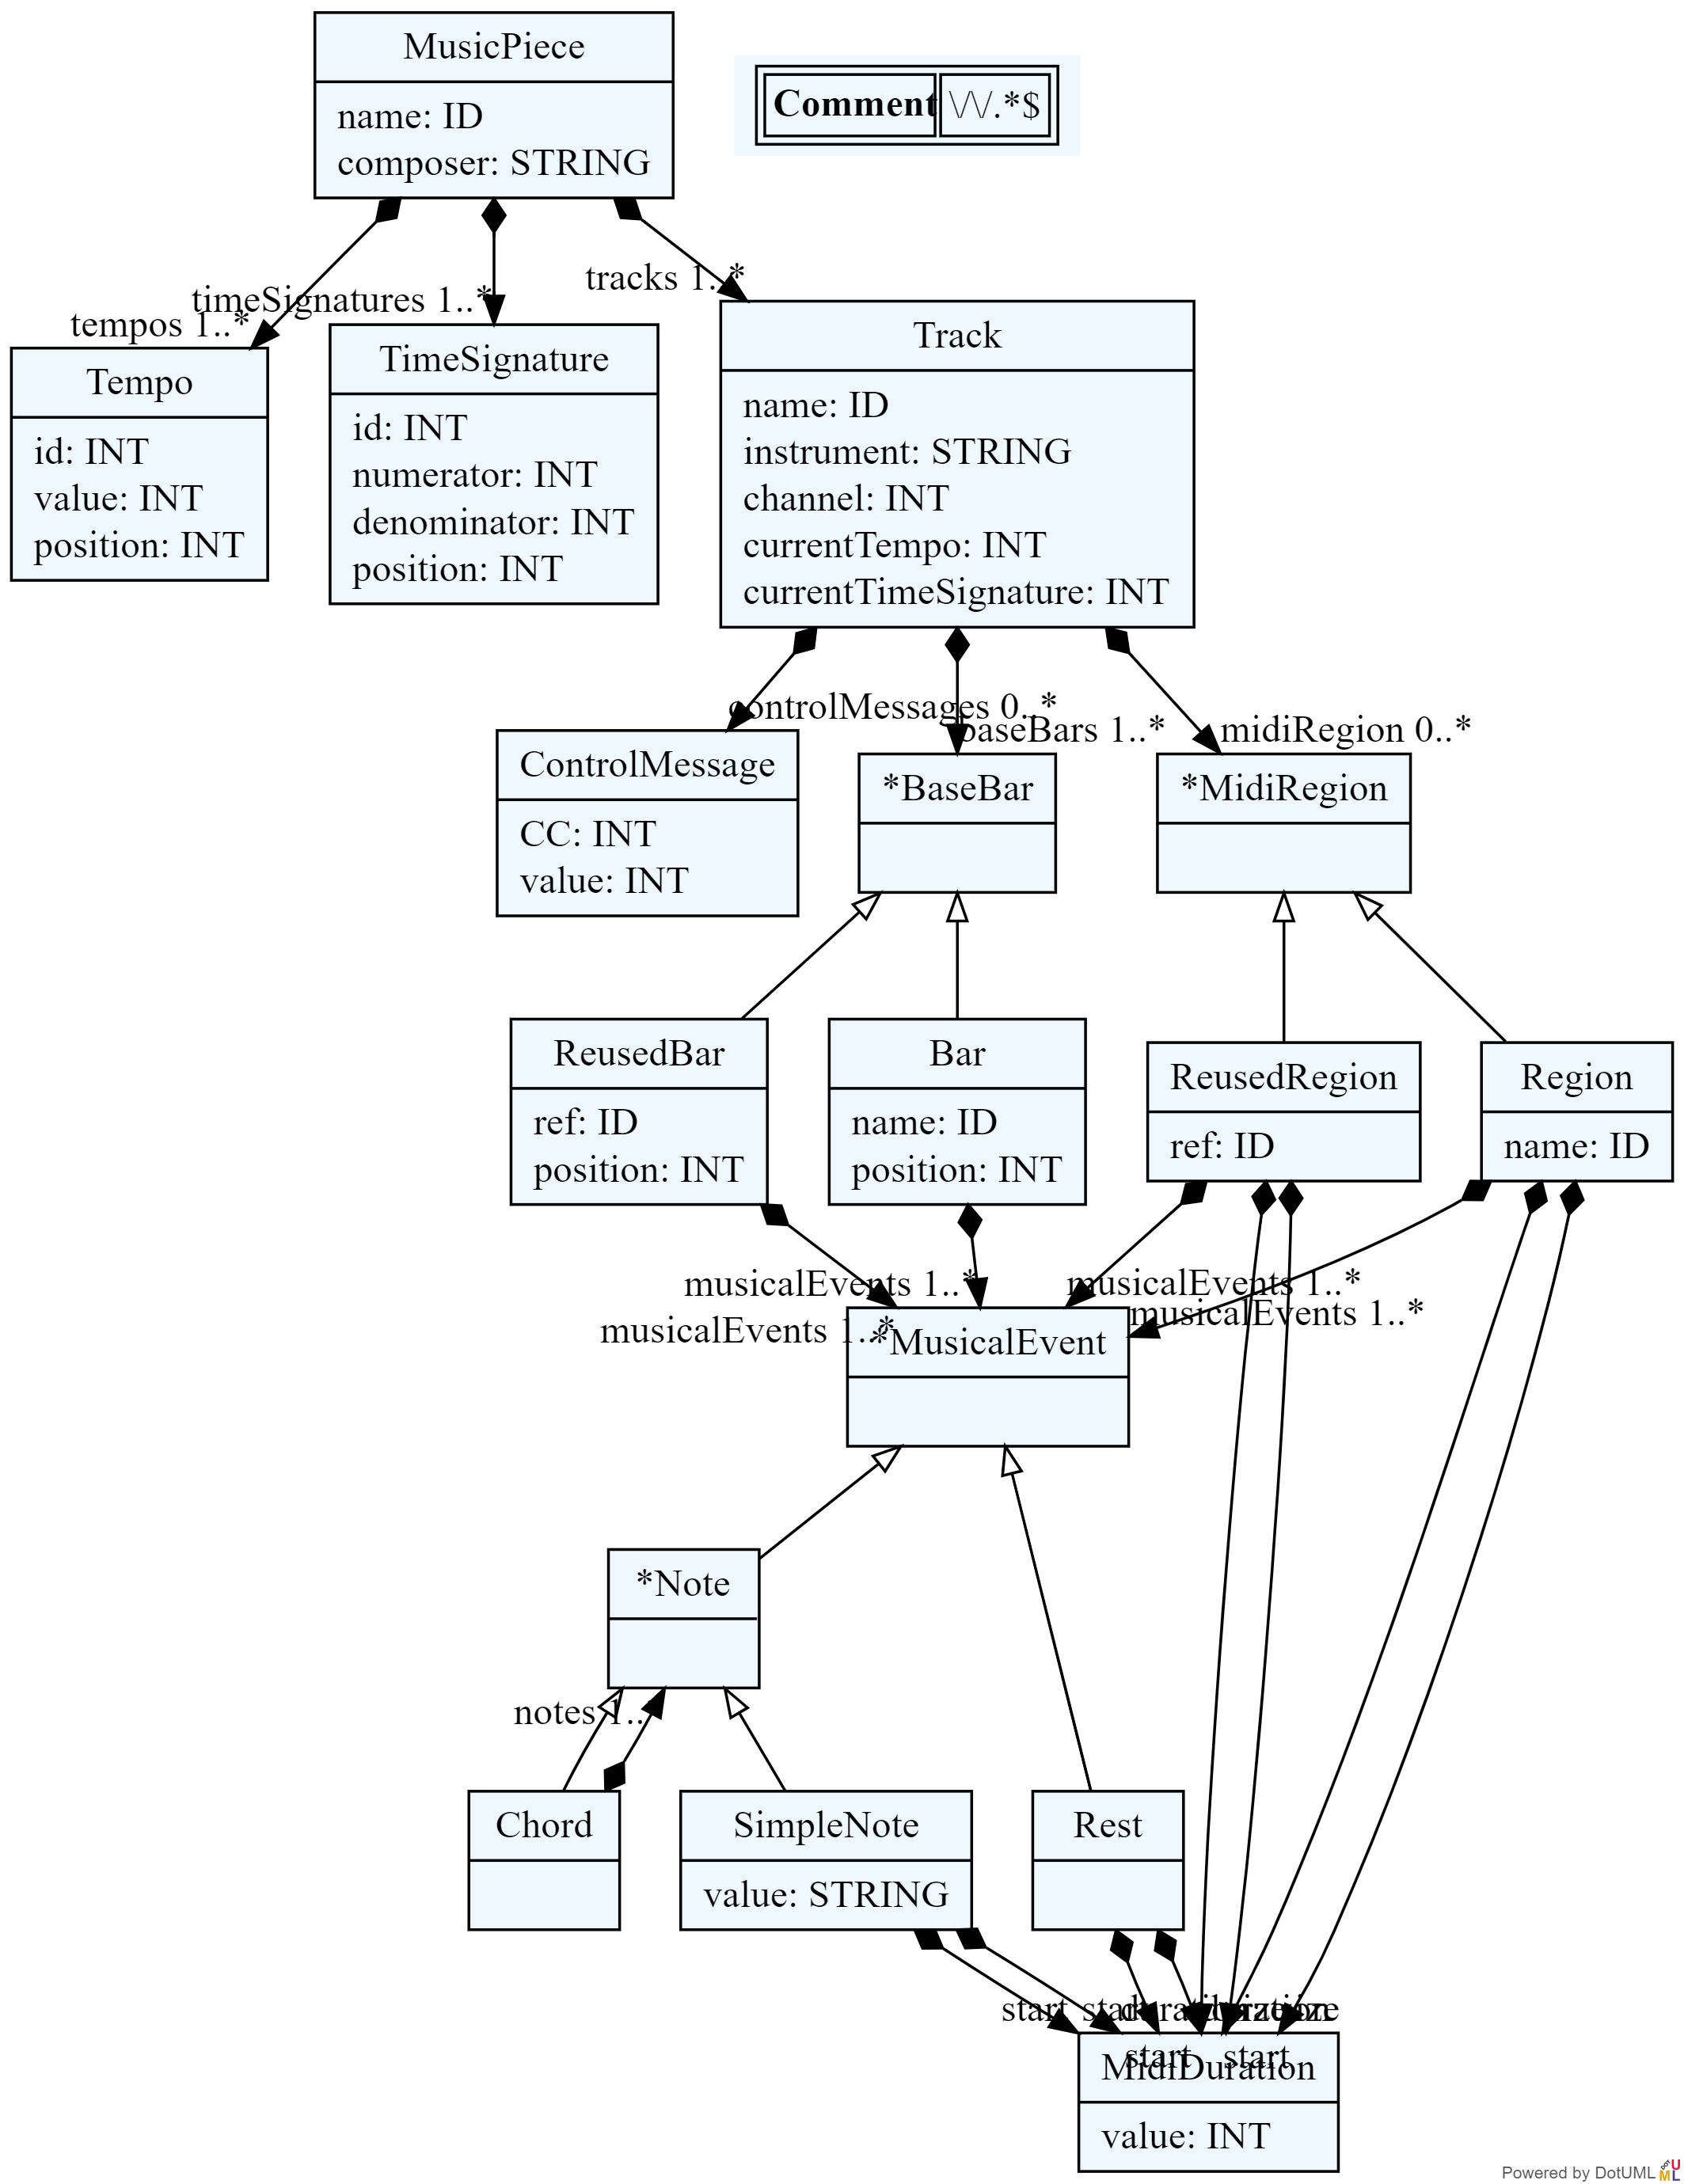 MusicPiece
name: ID
composer: STRING
Comment
\/\/.*$
tempos 1..*
timeSignatures 1..*
tracks 1..*
Tempo
id: INT
value: INT
position: INT
TimeSignature
id: INT
numerator: INT
denominator: INT
position: INT
Track
name: ID
instrument: STRING
channel: INT
currentTempo: INT
currentTimeSignature: INT
controlMessages 0..*
baseBars 1..*
midiRegion 0..*
ControlMessage
CC: INT
value: INT
*BaseBar
*MidiRegion
ReusedBar
ref: ID
position: INT
Bar
name: ID
position: INT
ReusedRegion
ref: ID
Region
name: ID
musicalEvents 1..*
musicalEvents 1..*
musicalEvents 1..*
musicalEvents 1..*
*MusicalEvent
*Note
notes 1..
Chord
SimpleNote
value: STRING
Rest
start
start
start
start
MidiDuration
value: INT
Powered by DotUML